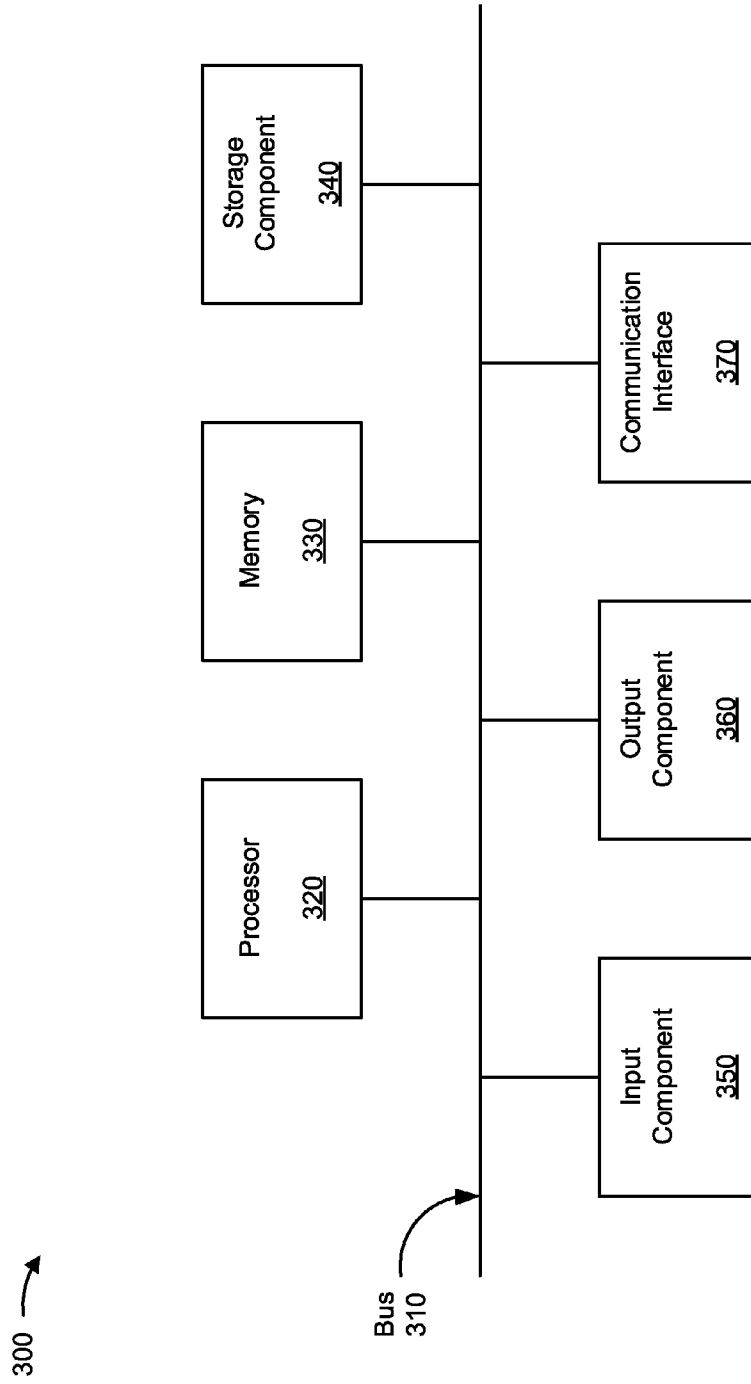 300
Processor
320
Memory
330
Storage
Component
340
Bus
310
Input
Component
350
Output
Component
360
Communication
Interface
370